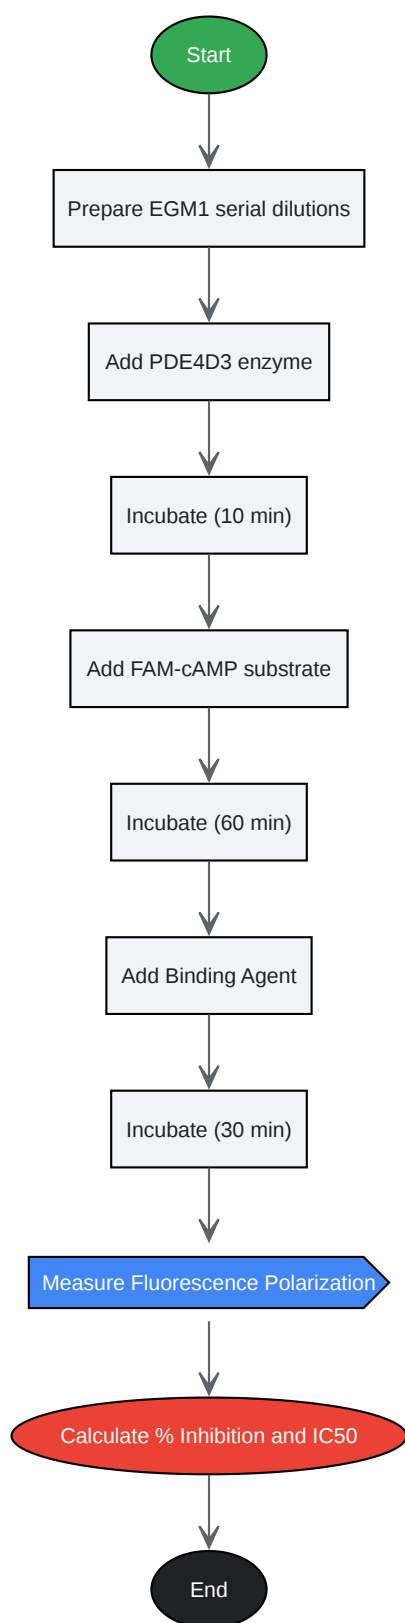 Start
Prepare EGM1 serial dilutions
Add PDE4D3 enzyme
Incubate (10 min)
Add FAM-cAMP substrate
Incubate (60 min)
Add Binding Agent
Incubate (30 min)
Measure Fluorescence Polarization
Calculate % Inhibition and IC50
End